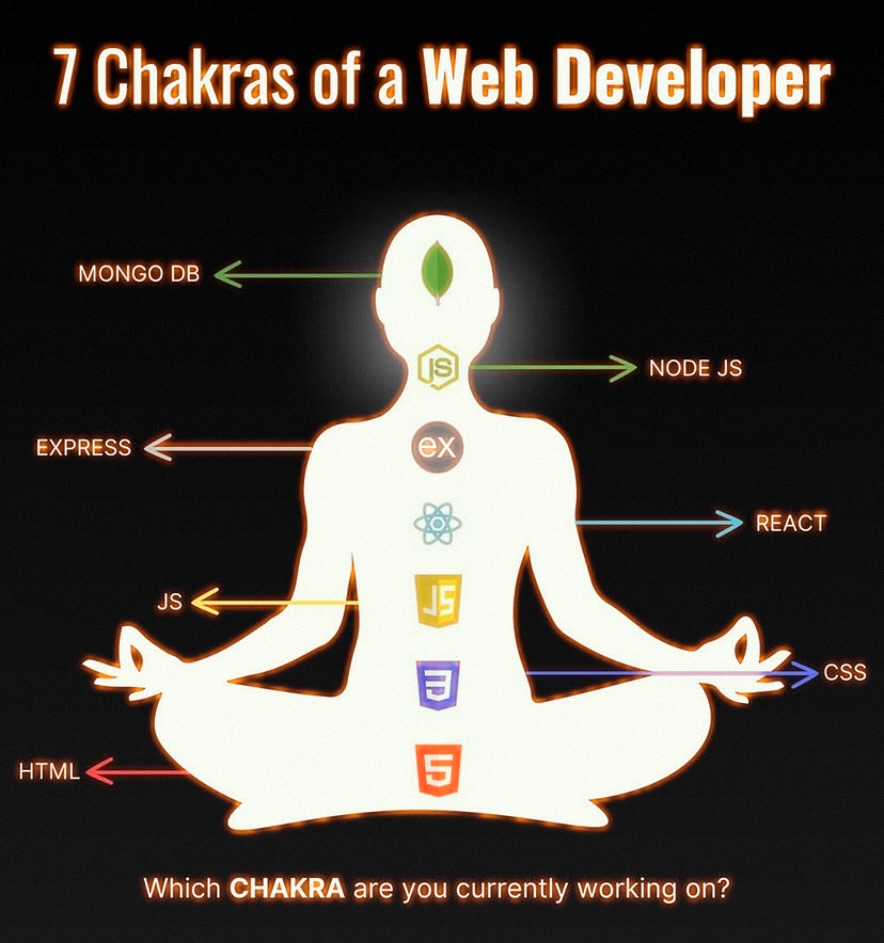 7 Chakras of a Web Developer
MONGO DB
JS
NODE JS
EXPRESS
ex
REACT
JS
JS
CSS
3
HTML
5
Which CHAKRA are you currently working on?